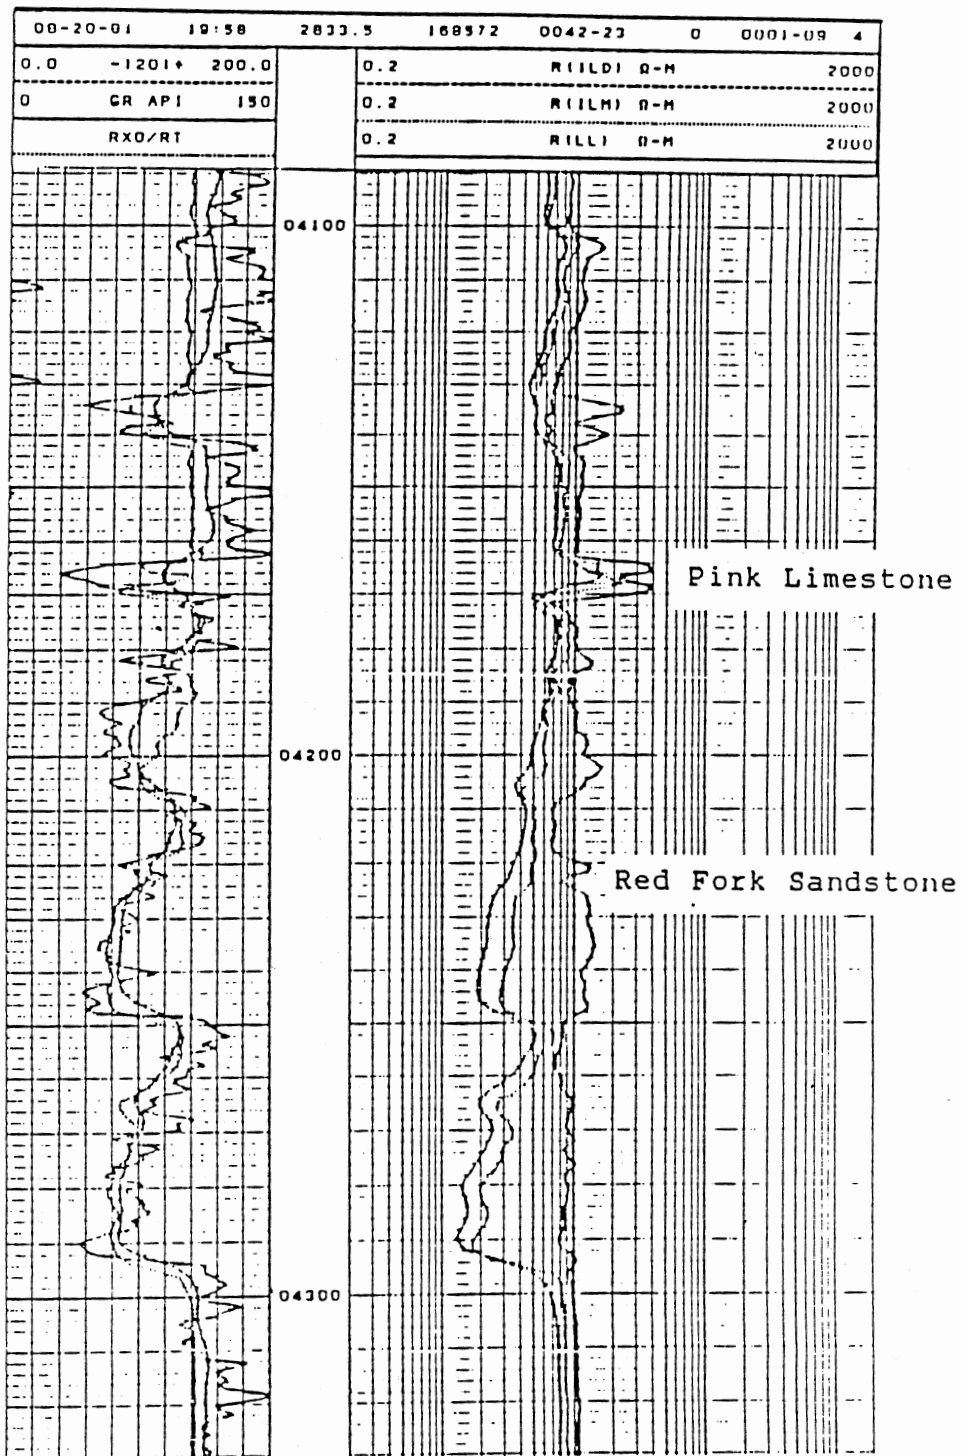 08-20-01 19:58 2833.5 168572 0042-23 0 0001-09 4
0.0 -1201+ 200.0 0.2 R(ILD) Ω-M 2000
0 GR API 150 0.2 R(ILM) Ω-M 2000
RXO/RT 0.2 R(LL) Ω-M 2000
04100
Pink Limestone
04200
Red Fork Sandstone
04300